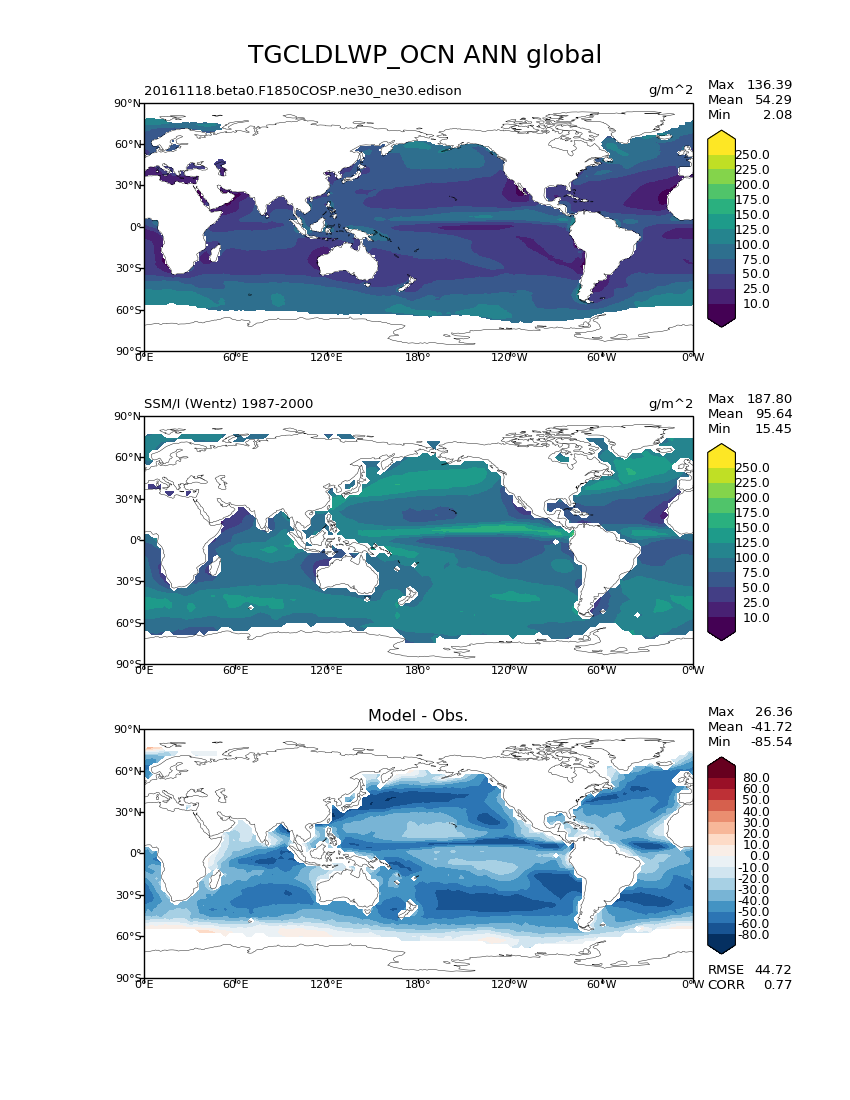 TGCLDLWP_OCN ANN global
20161118.beta0.F1850COSP.ne30_ne30.edison g/m^2
Max 136.39
Mean 54.29
Min 2.08
90°N
60°N
30°N
0°
30°S
60°S
90°S
0°E 60°E 120°E 180° 120°W 60°W 0°W
250.0
225.0
200.0
175.0
150.0
125.0
100.0
75.0
50.0
25.0
10.0
SSM/I (Wentz) 1987-2000 g/m^2
Max 187.80
Mean 95.64
Min 15.45
90°N
60°N
30°N
0°
30°S
60°S
90°S
0°E 60°E 120°E 180° 120°W 60°W 0°W
250.0
225.0
200.0
175.0
150.0
125.0
100.0
75.0
50.0
25.0
10.0
Model - Obs.
Max 26.36
Mean -41.72
Min -85.54
90°N
60°N
30°N
0°
30°S
60°S
90°S
0°E 60°E 120°E 180° 120°W 60°W 0°W
80.0
60.0
50.0
40.0
30.0
20.0
10.0
0.0
-10.0
-20.0
-30.0
-40.0
-50.0
-60.0
-80.0
RMSE 44.72
CORR 0.77